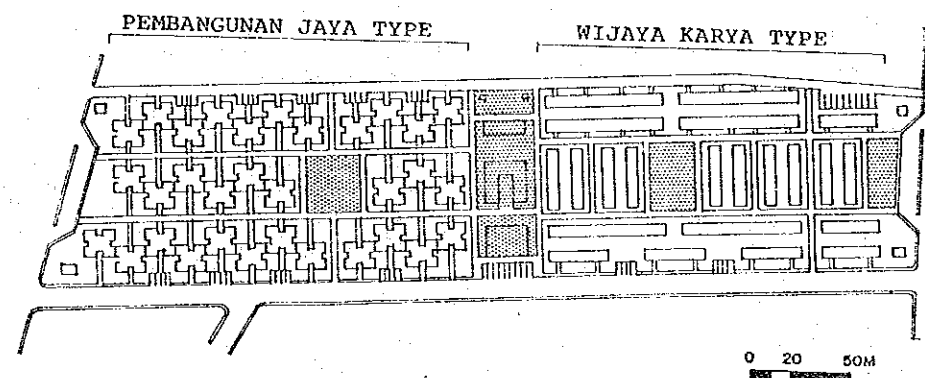 PEMBANGUNAN JAYA TYPE
WIJAYA KARYA TYPE
0 20 50M